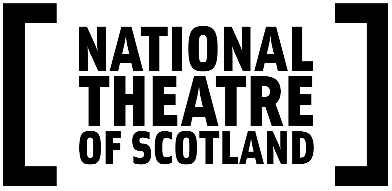 NATIONAL
THEATRE
OF SCOTLAND